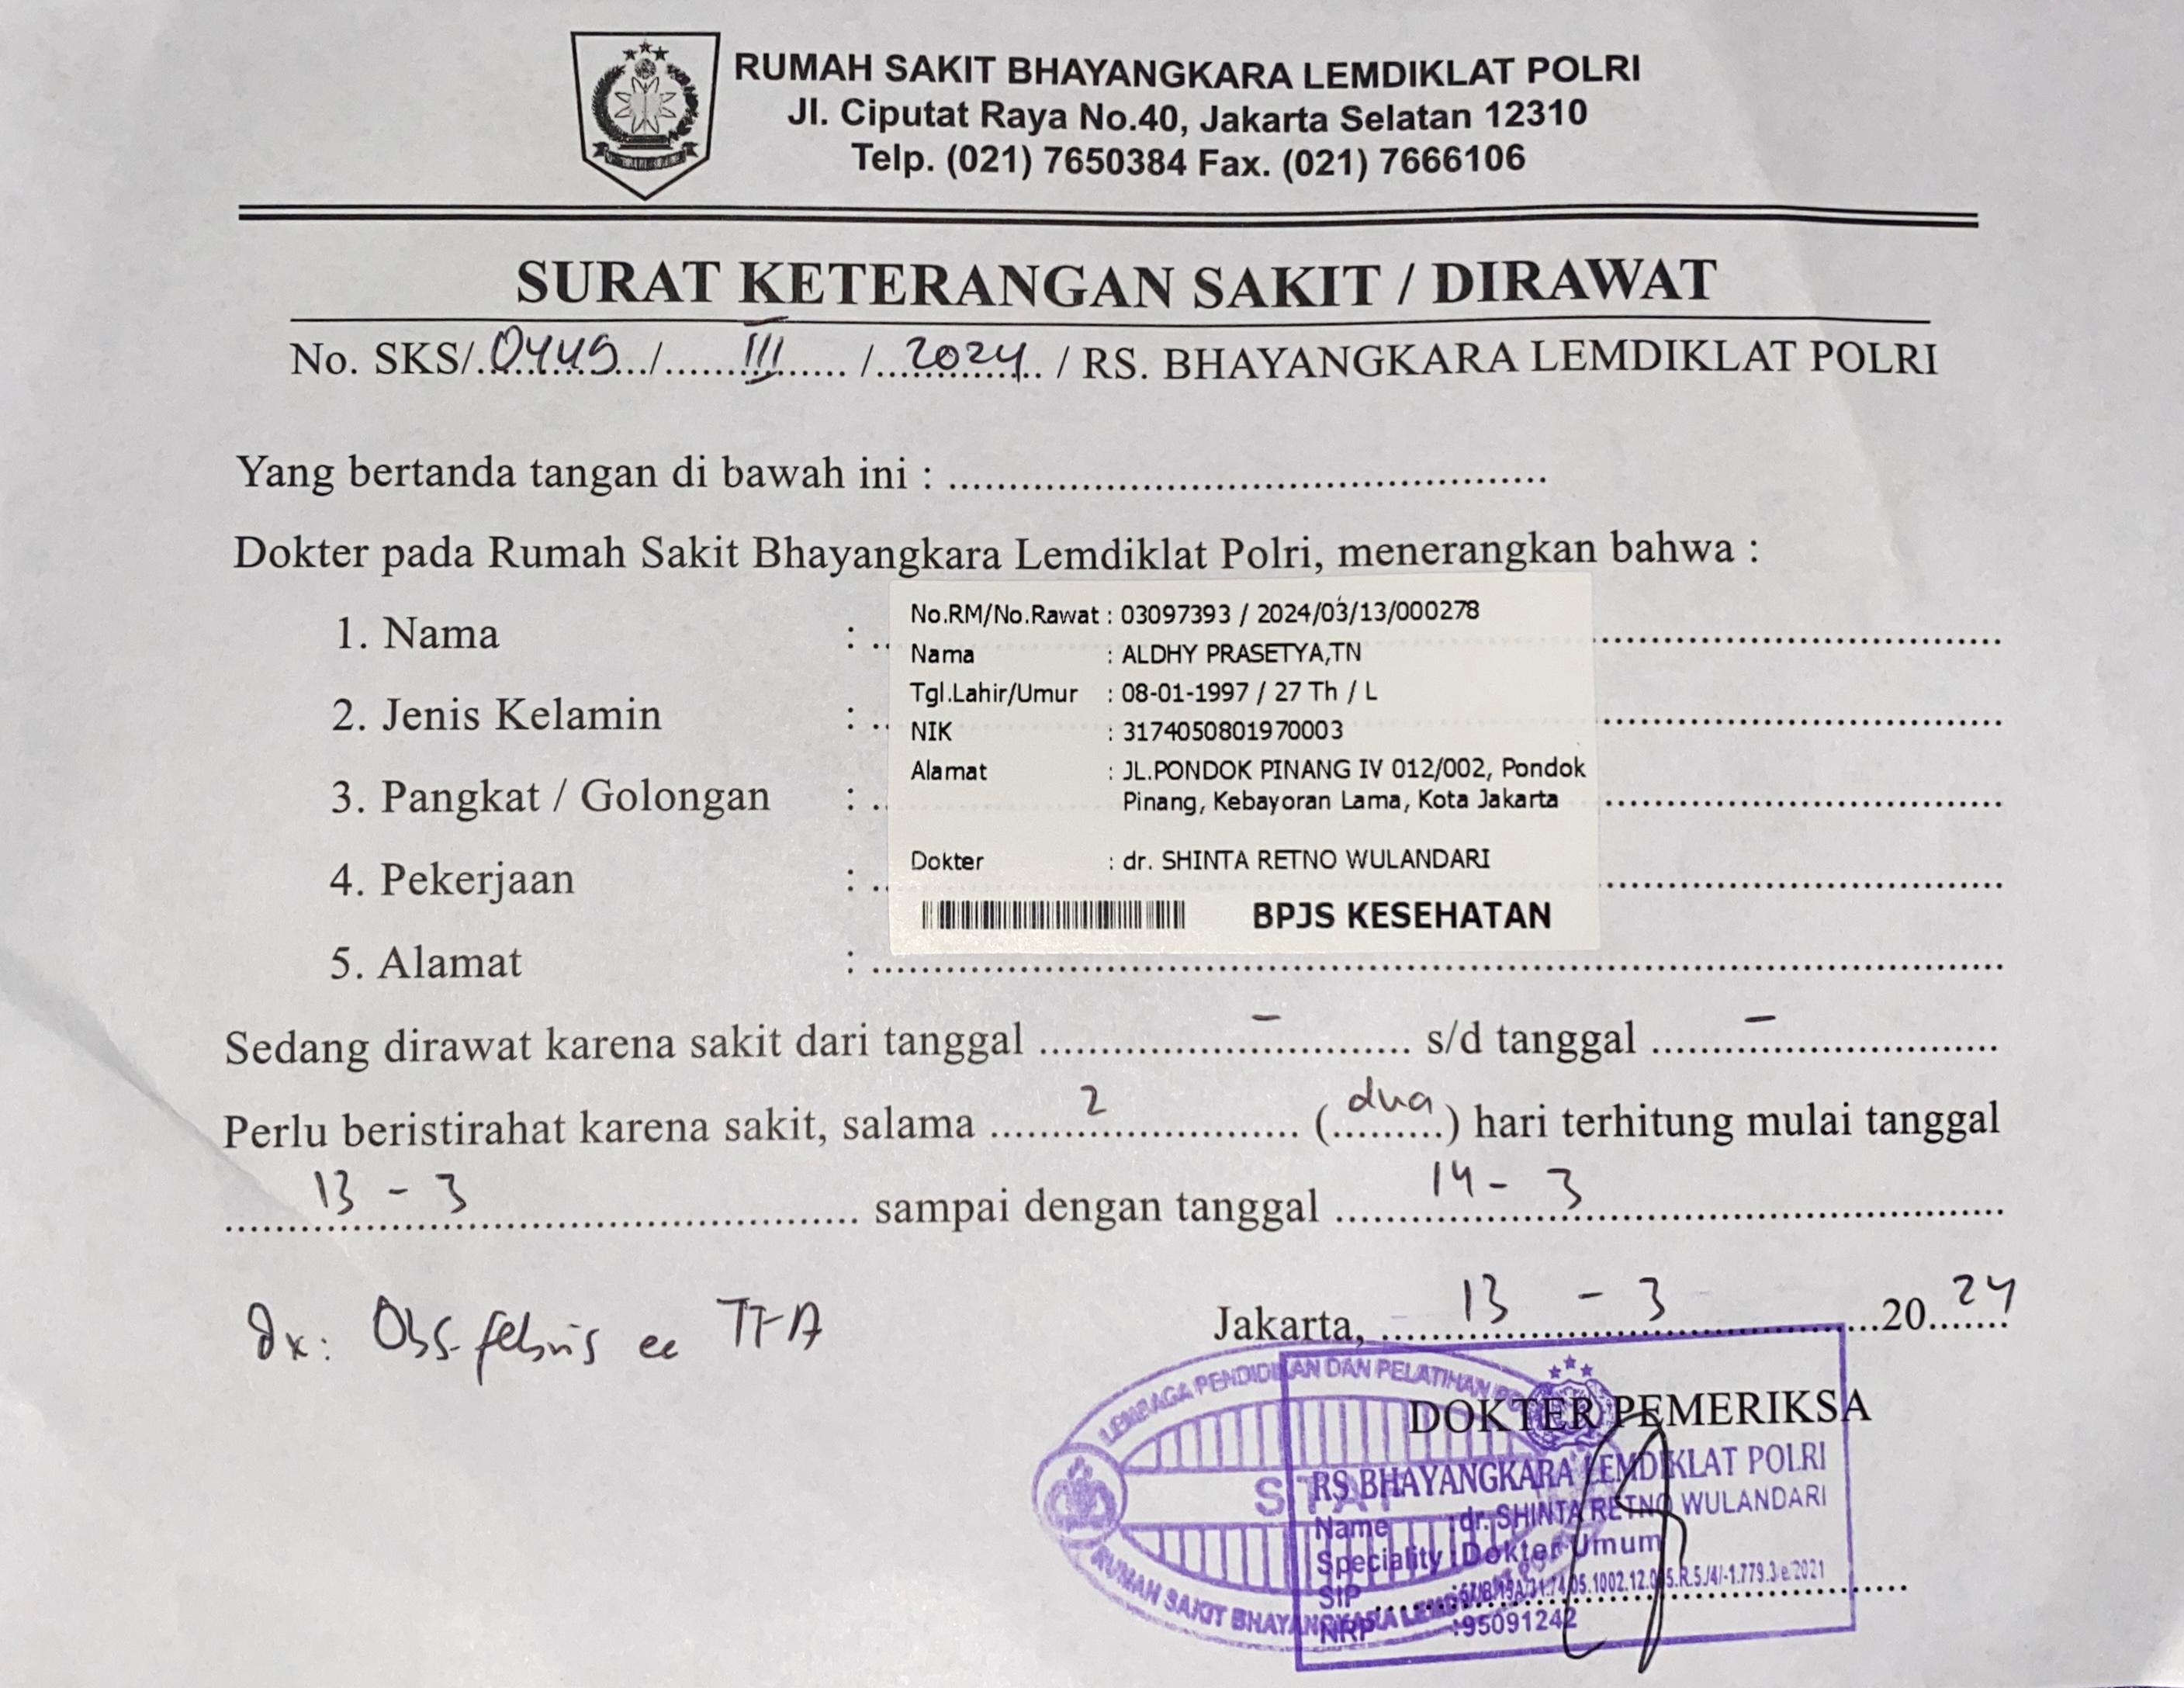 RUMAH SAKIT BHAYANGKARA LEMDIKLAT POLRI
Jl. Ciputat Raya No.40, Jakarta Selatan 12310
Telp. (021) 7650384 Fax. (021) 7666106
SURAT KETERANGAN SAKIT / DIRAWAT
No. SKS/.0449../......III....../..2024.. / RS. BHAYANGKARA LEMDIKLAT POLRI
Yang bertanda tangan di bawah ini : ..................................................
Dokter pada Rumah Sakit Bhayangkara Lemdiklat Polri, menerangkan bahwa :
1. Nama :
2. Jenis Kelamin :
3. Pangkat / Golongan :
4. Pekerjaan :
5. Alamat :
No.RM/No.Rawat : 03097393 / 2024/03/13/000278
Nama : ALDHY PRASETYA,TN
Tgl.Lahir/Umur : 08-01-1997 / 27 Th / L
NIK : 3174050801970003
Alamat : JL.PONDOK PINANG IV 012/002, Pondok
Pinang, Kebayoran Lama, Kota Jakarta
Dokter : dr. SHINTA RETNO WULANDARI
BPJS KESEHATAN
Sedang dirawat karena sakit dari tanggal - s/d tanggal -
Perlu beristirahat karena sakit, salama 2 (dua) hari terhitung mulai tanggal
13 - 3 sampai dengan tanggal 14 - 3
Dx: Obs. febris ec TFA
Jakarta, 13 - 3 2024
DOKTER PEMERIKSA
LEMBAGA PENDIDIKAN DAN PELATIHAN
RS BHAYANGKARA LEMDIKLAT POLRI
Name : dr. SHINTA RETNO WULANDARI
Speciality : Dokter Umum
SIP
NRP : 95091242
RUMAH SAKIT BHAYANGKARA